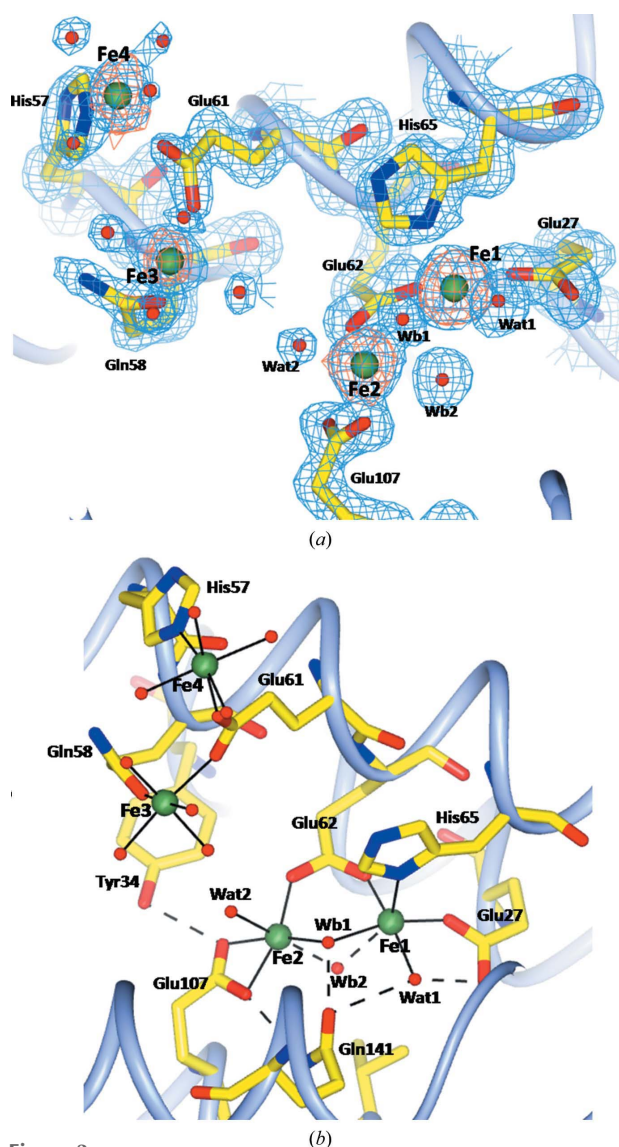 Fe4
His57
Glu61
His65
Glu27
Fe3
Glu62
Fe1
Wb1
Wat1
Gln58
Wat2
Fe2
Wb2
Glu107
(a)
His57
Fe4
Glu61
Gln58
Fe3
Glu62
His65
Tyr34
Wat2
Wb1
Glu27
Fe2
Fe1
Wb2
Glu107
Wat1
Gln141
(b)